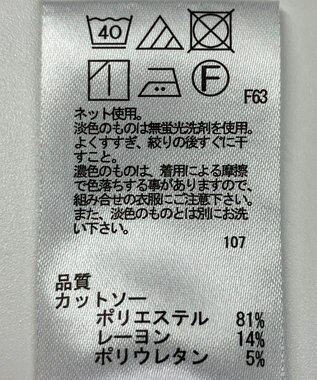 40
F
F63
ネット使用。
淡色のものは無蛍光洗剤を使用。
よくすすぎ、絞りの後すぐに干
すこと。
濃色のものは、着用による摩擦
で色落ちする事がありますので、
組み合せの衣服にご注意下さい。
また、淡色のものとは別にお洗
い下さい。
107
品質
カットソー
ポリエステル 81%
レーヨン 14%
ポリウレタン 5%